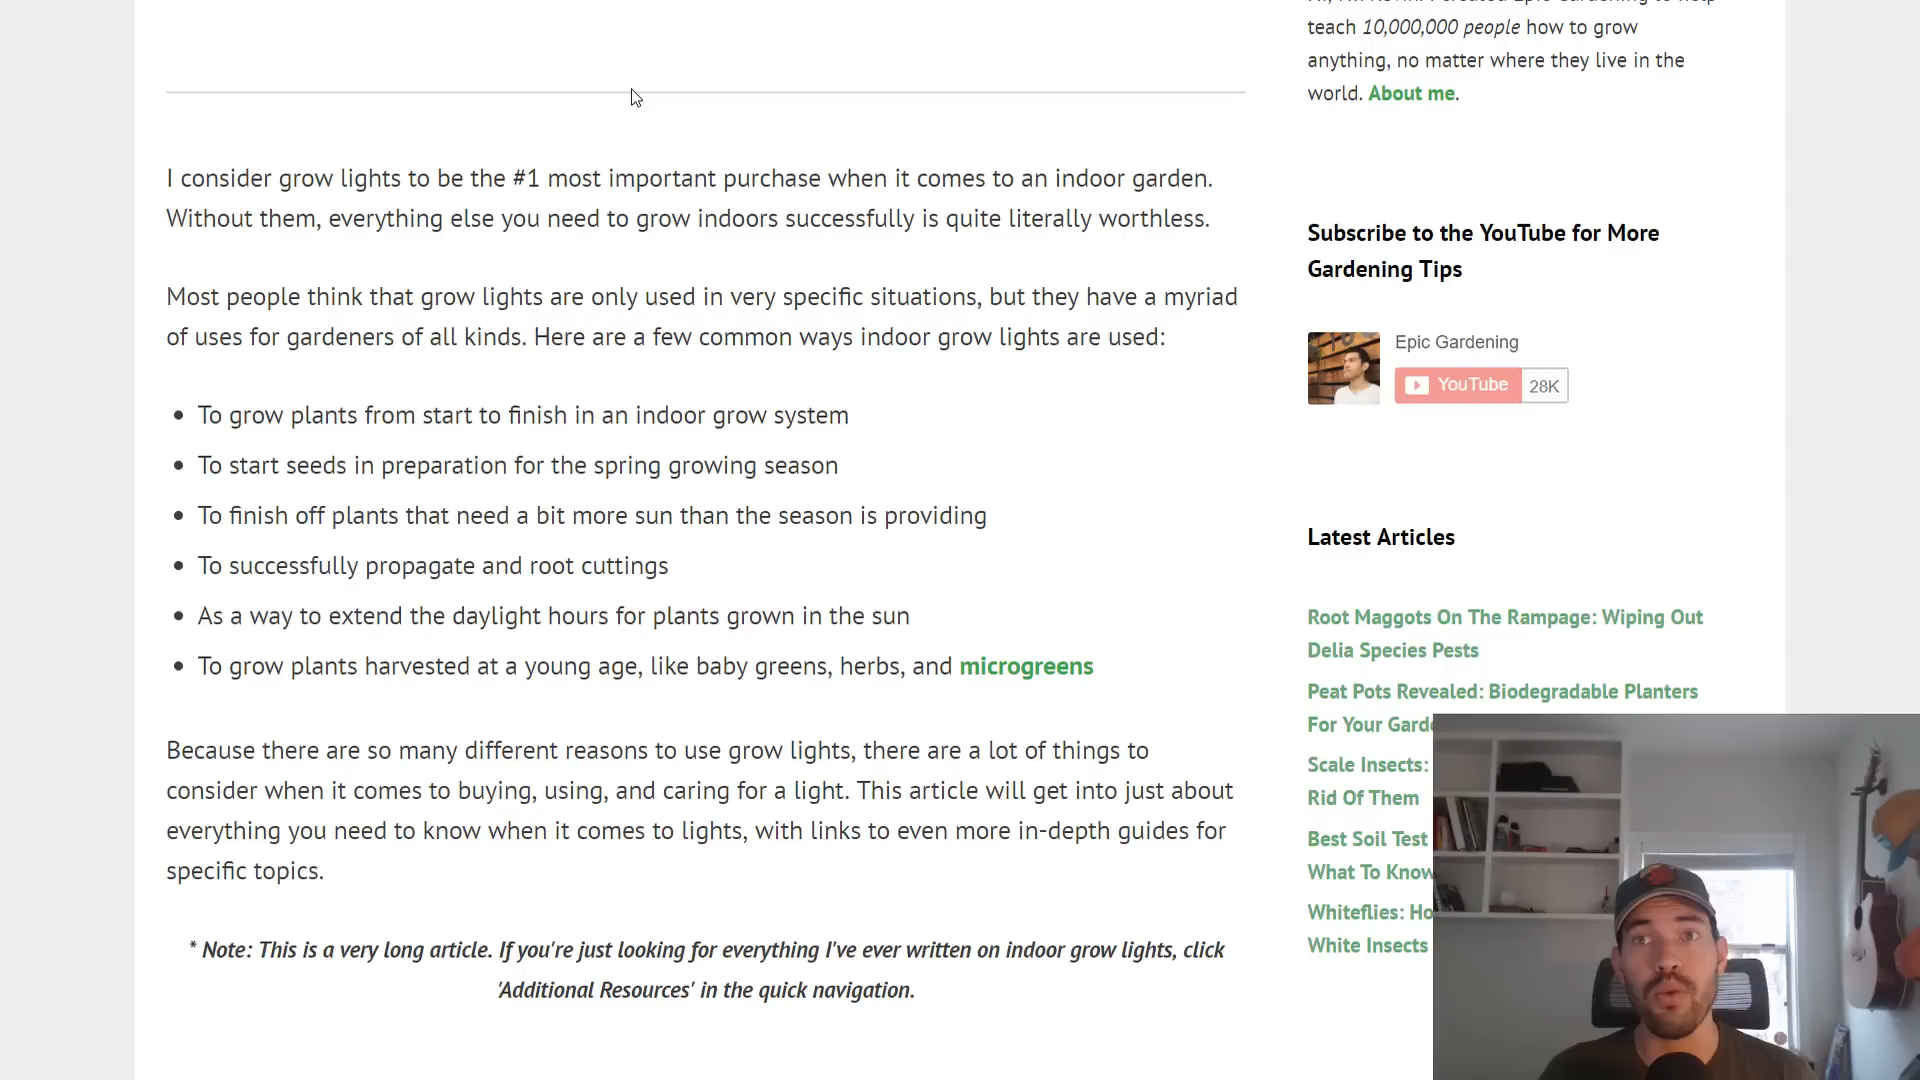 teach 10,000,000 people how to grow
anything, no matter where they live in the
world. About me.
I consider grow lights to be the #1 most important purchase when it comes to an indoor garden.
Without them, everything else you need to grow indoors successfully is quite literally worthless.
Most people think that grow lights are only used in very specific situations, but they have a myriad
of uses for gardeners of all kinds. Here are a few common ways indoor grow lights are used:
• To grow plants from start to finish in an indoor grow system
• To start seeds in preparation for the spring growing season
• To finish off plants that need a bit more sun than the season is providing
• To successfully propagate and root cuttings
• As a way to extend the daylight hours for plants grown in the sun
• To grow plants harvested at a young age, like baby greens, herbs, and microgreens
Because there are so many different reasons to use grow lights, there are a lot of things to
consider when it comes to buying, using, and caring for a light. This article will get into just about
everything you need to know when it comes to lights, with links to even more in-depth guides for
specific topics.
* Note: This is a very long article. If you're just looking for everything I've ever written on indoor grow lights, click
'Additional Resources' in the quick navigation.
Subscribe to the YouTube for More
Gardening Tips
Epic Gardening
YouTube 28K
Latest Articles
Root Maggots On The Rampage: Wiping Out
Delia Species Pests
Peat Pots Revealed: Biodegradable Planters
For Your
Scale Insects:
Rid Of Them
Best Soil Test
What To Know
Whiteflies:
White Insects